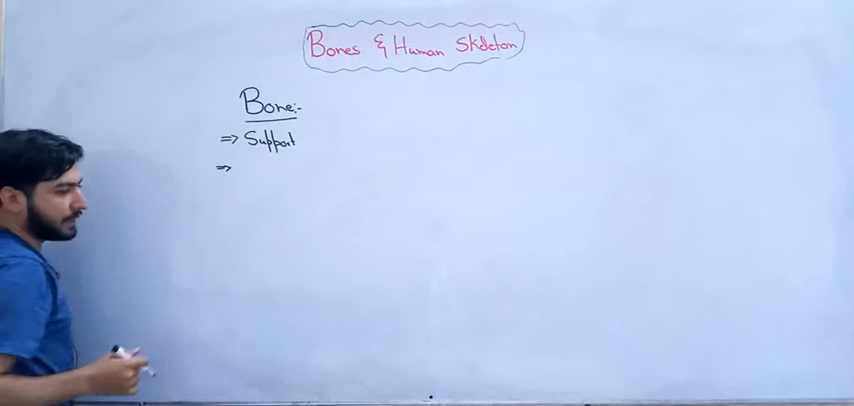 Bones & Human Skeleton
Bone:-
⇒ Support
⇒